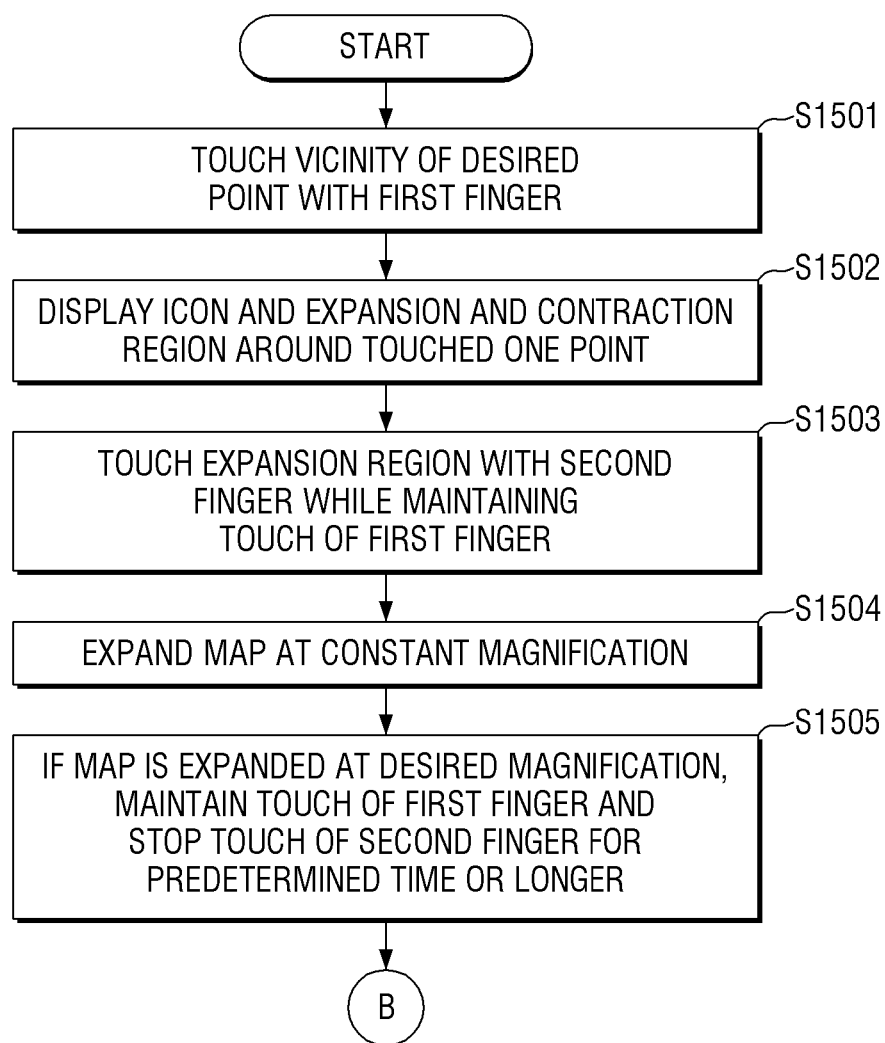 START
S1501
TOUCH VICINITY OF DESIRED
POINT WITH FIRST FINGER
S1502
DISPLAY ICON AND EXPANSION AND CONTRACTION
REGION AROUND TOUCHED ONE POINT
S1503
TOUCH EXPANSION REGION WITH SECOND
FINGER WHILE MAINTAINING
TOUCH OF FIRST FINGER
S1504
EXPAND MAP AT CONSTANT MAGNIFICATION
S1505
IF MAP IS EXPANDED AT DESIRED MAGNIFICATION,
MAINTAIN TOUCH OF FIRST FINGER AND
STOP TOUCH OF SECOND FINGER FOR
PREDETERMINED TIME OR LONGER
B